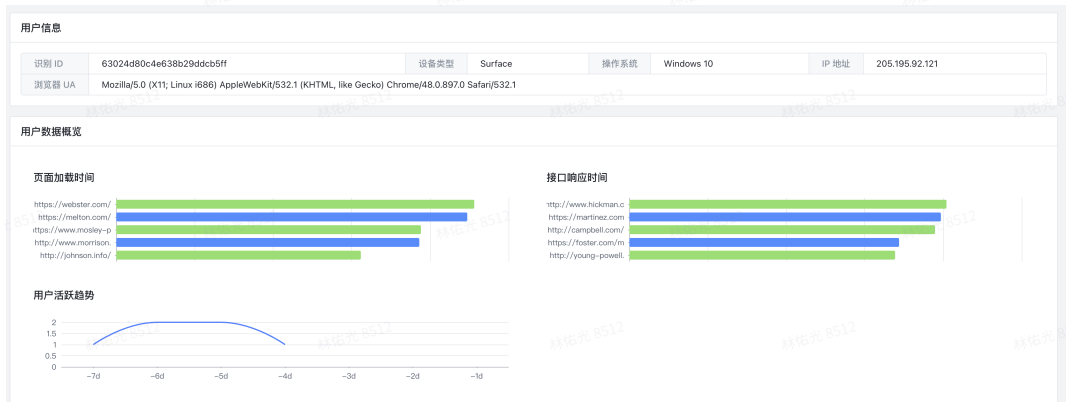 用户信息
识别 ID 63024d80c4e638b29ddcb5ff 设备类型 Surface 操作系统 Windows 10 IP 地址 205.195.92.121
浏览器 UA Mozilla/5.0 (X11; Linux i686) AppleWebKit/532.1 (KHTML, like Gecko) Chrome/48.0.897.0 Safari/532.1
用户数据概览
页面加载时间
https://webster.com/
https://melton.com/
ittps://www.mosley-p
http://www.morrison.
http://johnson.info/
接口响应时间
http://www.hickman.c
https://martinez.com
http://campbell.com/
https://foster.com/m
http://young-powell.
用户活跃趋势
2
1.5
1
0.5
0
-7d -6d -5d -4d -3d -2d -1d
林佑光 8512